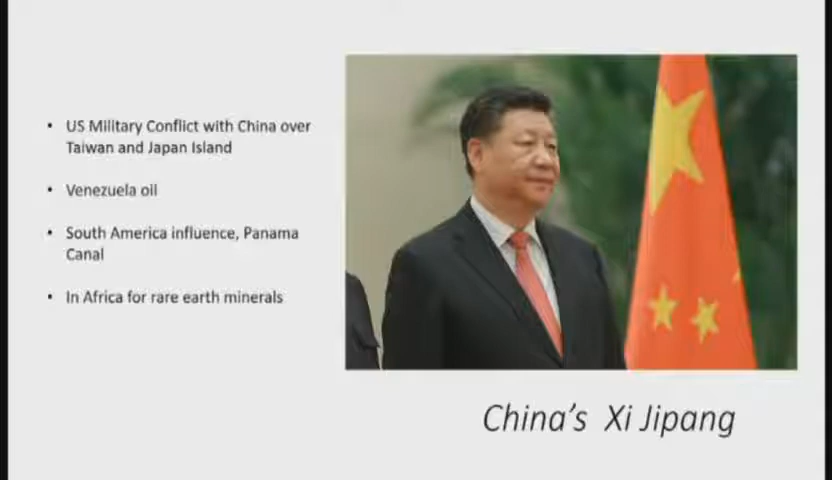 • US Military Conflict with China over
Taiwan and Japan Island
• Venezuela oil
• South America influence, Panama
Canal
• In Africa for rare earth minerals
China's Xi Jipang